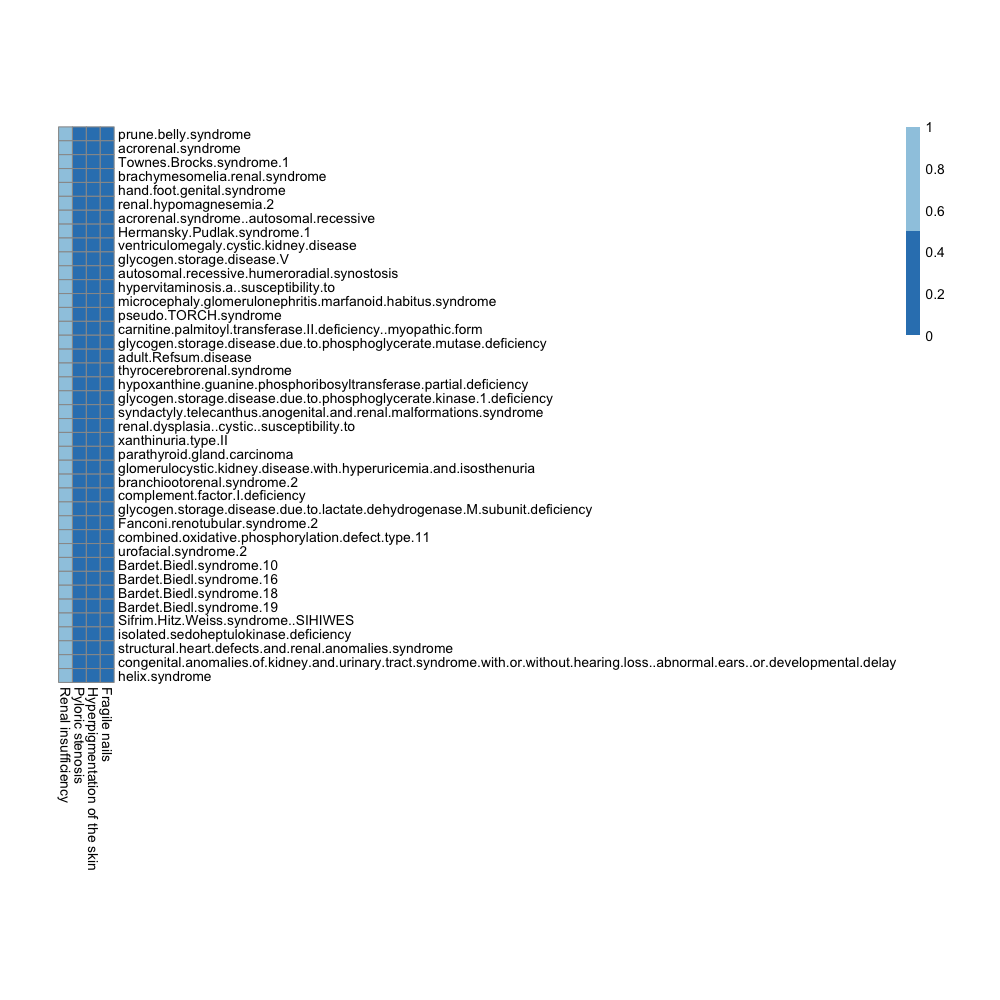 prune.belly.syndrome
acrorenal.syndrome
Townes.Brocks.syndrome.1
brachymesomelia.renal.syndrome
hand.foot.genital.syndrome
renal.hypomagnesemia.2
acrorenal.syndrome..autosomal.recessive
Hermansky.Pudlak.syndrome.1
ventriculomegaly.cystic.kidney.disease
glycogen.storage.disease.V
autosomal.recessive.humeroradial.synostosis
hypervitaminosis.a..susceptibility.to
microcephaly.glomerulonephritis.marfanoid.habitus.syndrome
pseudo.TORCH.syndrome
carnitine.palmitoyl.transferase.II.deficiency..myopathic.form
glycogen.storage.disease.due.to.phosphoglycerate.mutase.deficiency
adult.Refsum.disease
thyrocerebrorenal.syndrome
hypoxanthine.guanine.phosphoribosyltransferase.partial.deficiency
glycogen.storage.disease.due.to.phosphoglycerate.kinase.1.deficiency
syndactyly.telecanthus.anogenital.and.renal.malformations.syndrome
renal.dysplasia..cystic..susceptibility.to
xanthinuria.type.II
parathyroid.gland.carcinoma
glomerulocystic.kidney.disease.with.hyperuricemia.and.isosthenuria
branchiootorenal.syndrome.2
complement.factor.I.deficiency
glycogen.storage.disease.due.to.lactate.dehydrogenase.M.subunit.deficiency
Fanconi.renotubular.syndrome.2
combined.oxidative.phosphorylation.defect.type.11
urofacial.syndrome.2
Bardet.Biedl.syndrome.10
Bardet.Biedl.syndrome.16
Bardet.Biedl.syndrome.18
Bardet.Biedl.syndrome.19
Sifrim.Hitz.Weiss.syndrome..SIHIWES
isolated.sedoheptulokinase.deficiency
structural.heart.defects.and.renal.anomalies.syndrome
congenital.anomalies.of.kidney.and.urinary.tract.syndrome.with.or.without.hearing.loss..abnormal.ears..or.developmental.delay
helix.syndrome
Renal insufficiency
Pyloric stenosis
Hyperpigmentation of the skin
Fragile nails
1
0.8
0.6
0.4
0.2
0